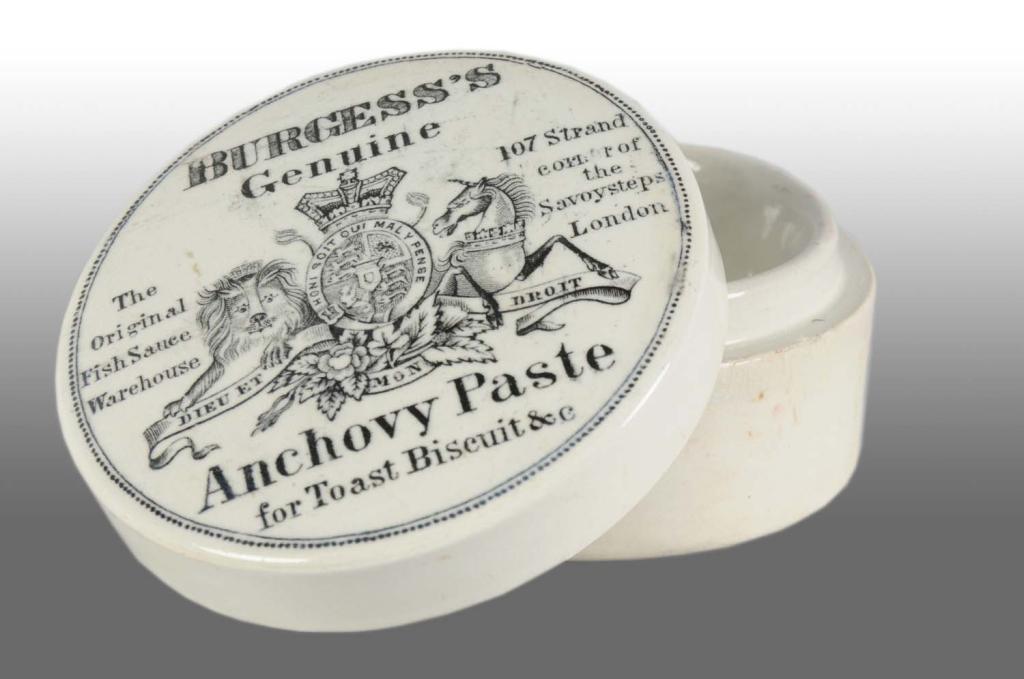 BURGESS'S
Genuine
107 Strand
corner of
the
Savoysteps
London
The
Original
Fish Sauce
Warehouse
HONI SOIT QUI MAL Y PENSE
DIEU ET MON DROIT
Anchovy Paste
for Toast Biscuit &c